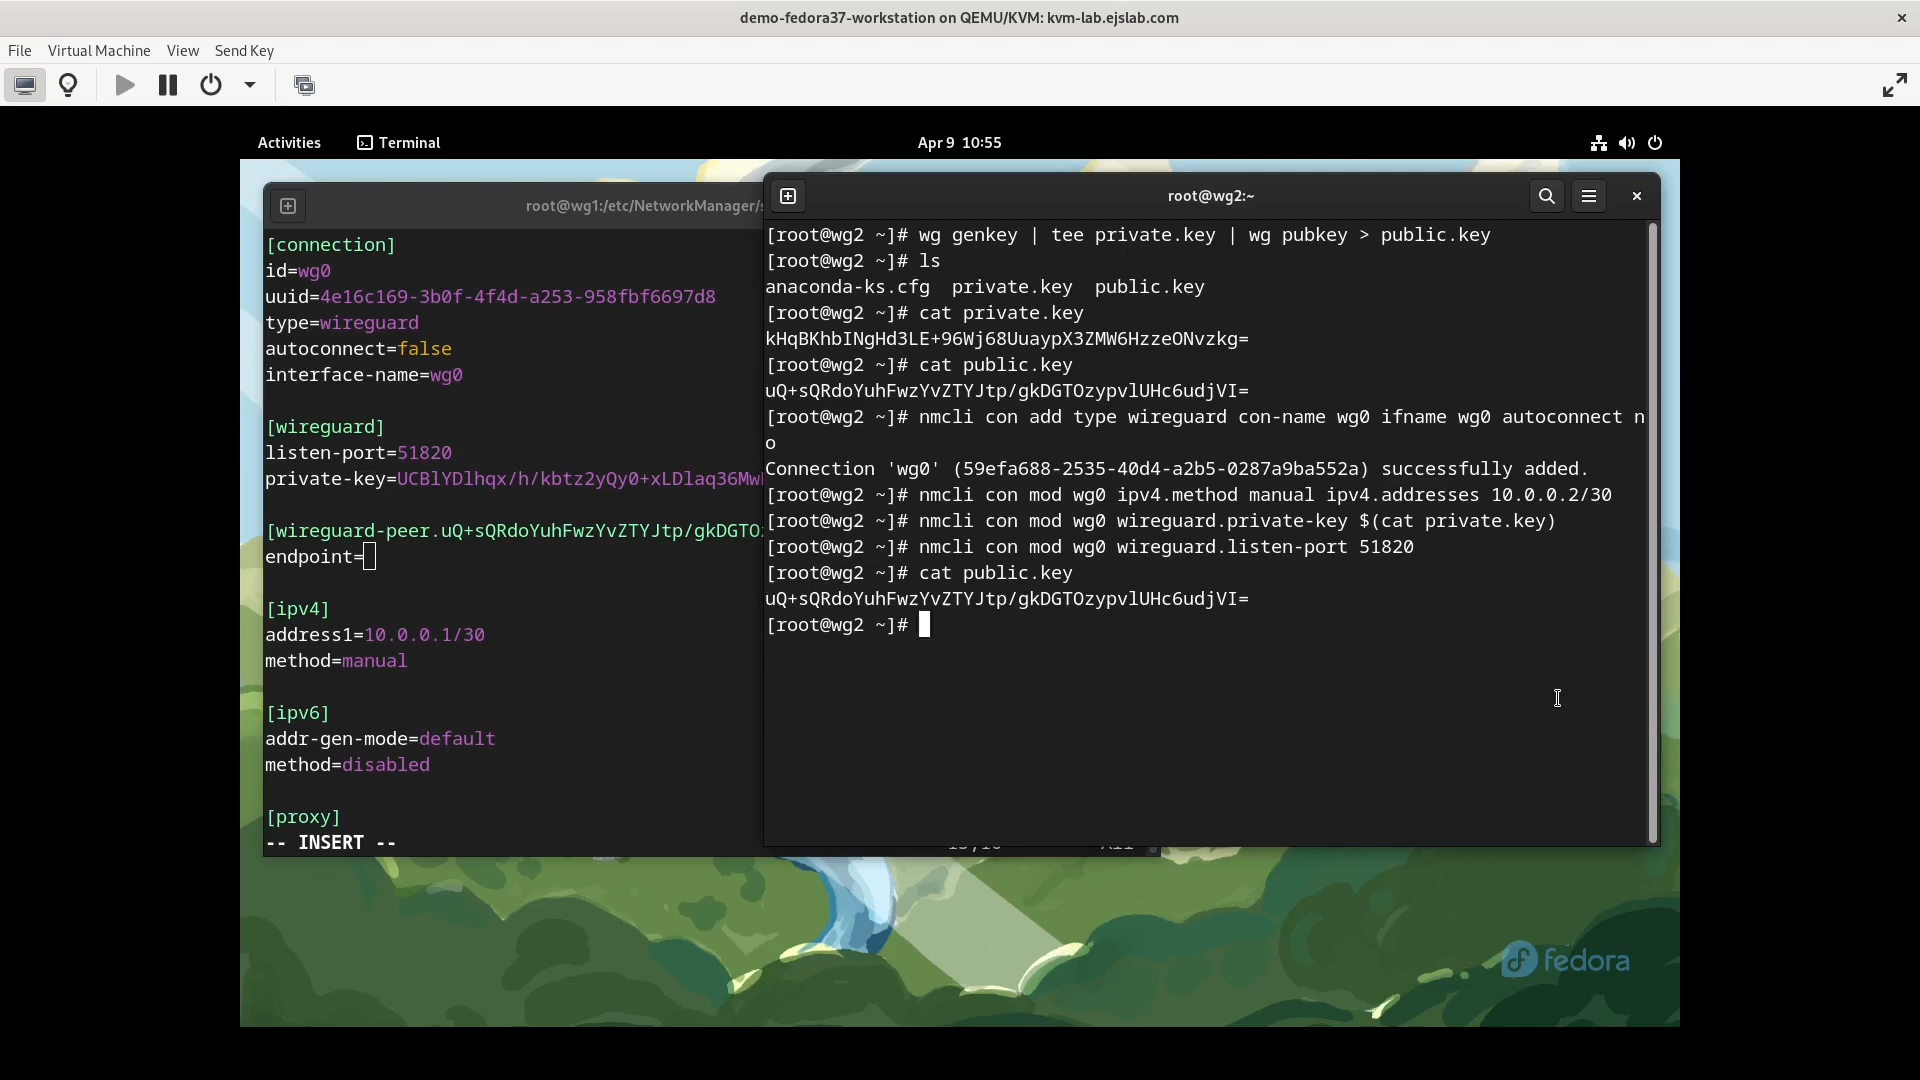 demo-fedora37-workstation on QEMU/KVM: kvm-lab.ejslab.com
File Virtual Machine View Send Key
Activities Terminal Apr 9 10:55
root@wg1:/etc/NetworkManager/s
[connection]
id=wg0
uuid=4e16c169-3b0f-4f4d-a253-958fbf6697d8
type=wireguard
autoconnect=false
interface-name=wg0
[wireguard]
listen-port=51820
private-key=UCBlYDlhqx/h/kbtz2yQy0+xLDlaq36Mw
[wireguard-peer.uQ+sQRdoYuhFwzYvZTYJtp/gkDGTO
endpoint=
[ipv4]
address1=10.0.0.1/30
method=manual
[ipv6]
addr-gen-mode=default
method=disabled
[proxy]
-- INSERT --
root@wg2:~
[root@wg2 ~]# wg genkey | tee private.key | wg pubkey > public.key
[root@wg2 ~]# ls
anaconda-ks.cfg private.key public.key
[root@wg2 ~]# cat private.key
kHqBKhbINgHd3LE+96Wj68UuaypX3ZMW6HzzeONvzkg=
[root@wg2 ~]# cat public.key
uQ+sQRdoYuhFwzYvZTYJtp/gkDGTOzypvlUHc6udjVI=
[root@wg2 ~]# nmcli con add type wireguard con-name wg0 ifname wg0 autoconnect n
o
Connection 'wg0' (59efa688-2535-40d4-a2b5-0287a9ba552a) successfully added.
[root@wg2 ~]# nmcli con mod wg0 ipv4.method manual ipv4.addresses 10.0.0.2/30
[root@wg2 ~]# nmcli con mod wg0 wireguard.private-key $(cat private.key)
[root@wg2 ~]# nmcli con mod wg0 wireguard.listen-port 51820
[root@wg2 ~]# cat public.key
uQ+sQRdoYuhFwzYvZTYJtp/gkDGTOzypvlUHc6udjVI=
[root@wg2 ~]#
fedora